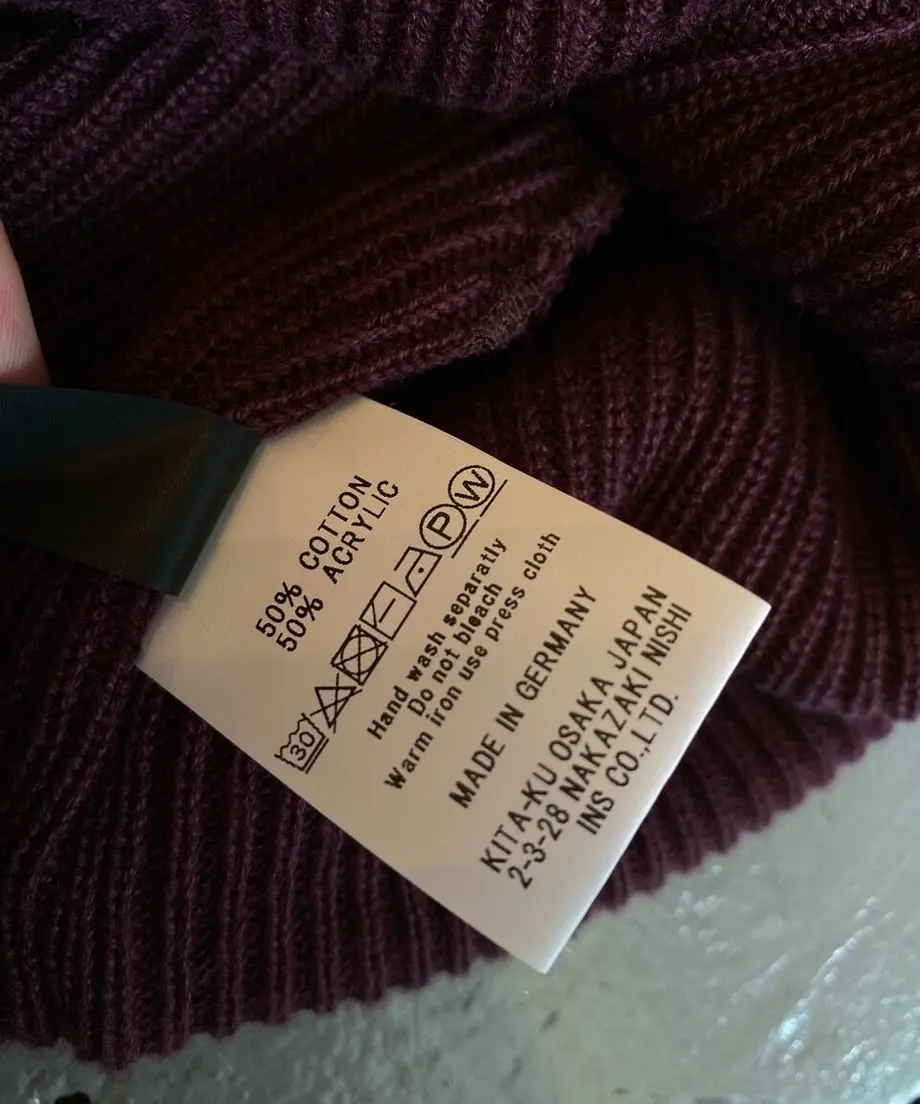 50% COTTON
50% ACRYLIC
30 P W
Hand wash separatly
Do not bleach
Warm iron use press cloth
MADE IN GERMANY
KITA-KU OSAKA JAPAN
2-3-28 NAKAZAKI NISHI
INS CO.,LTD.